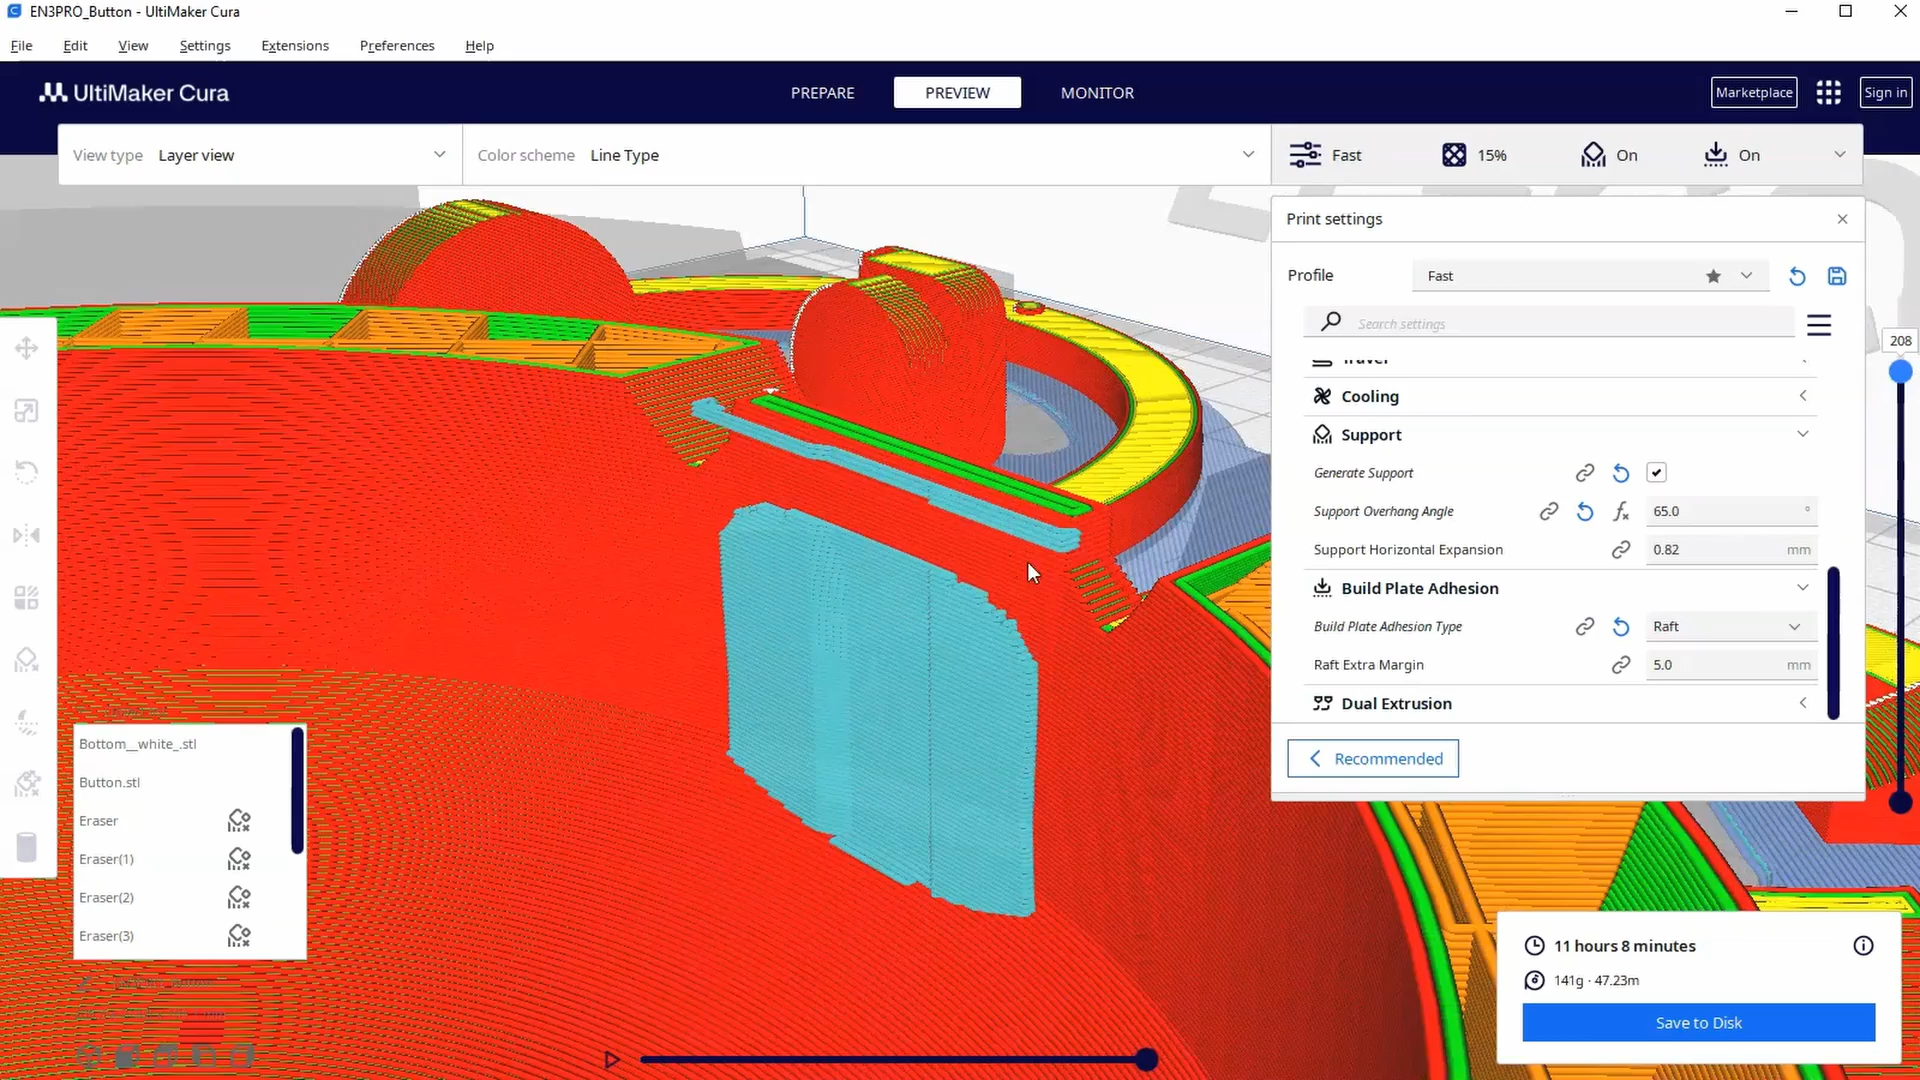 EN3PRO_Button - UltiMaker Cura
File Edit View Settings Extensions Preferences Help
UltiMaker Cura
PREPARE PREVIEW MONITOR
Marketplace Sign in
View type Layer view
Color scheme Line Type
Fast 15% On On
Print settings
Profile Fast
Search settings
Travel
Cooling
Support
Generate Support
Support Overhang Angle 65.0 °
Support Horizontal Expansion 0.82 mm
Build Plate Adhesion
Build Plate Adhesion Type Raft
Raft Extra Margin 5.0 mm
Dual Extrusion
Recommended
208
Bottom__white_.stl
Button.stl
Eraser
Eraser(1)
Eraser(2)
Eraser(3)
11 hours 8 minutes
141g · 47.23m
Save to Disk